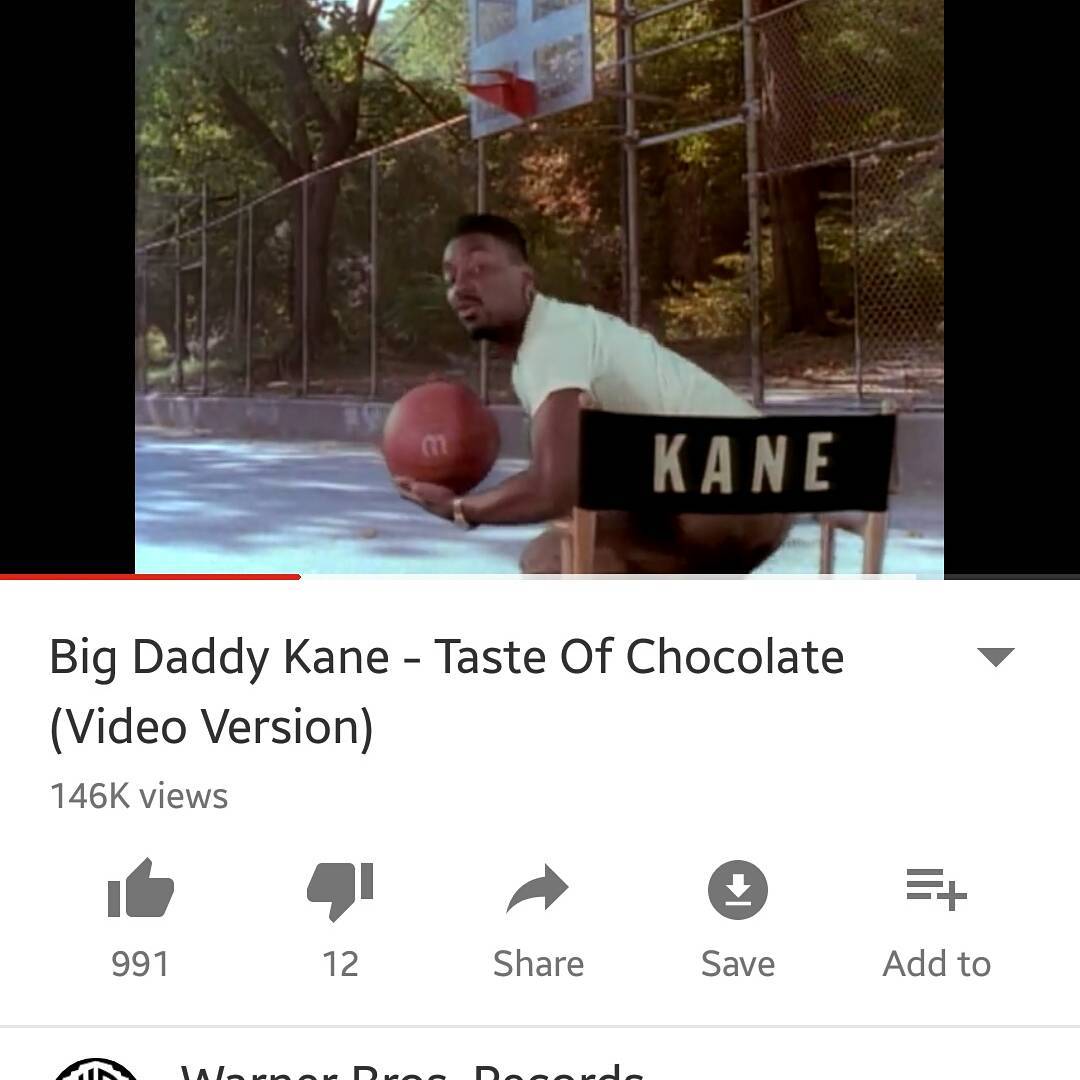 m
KANE
Big Daddy Kane - Taste Of Chocolate
(Video Version)
146K views
991
12
Share
Save
Add to
Warner Bros. Records